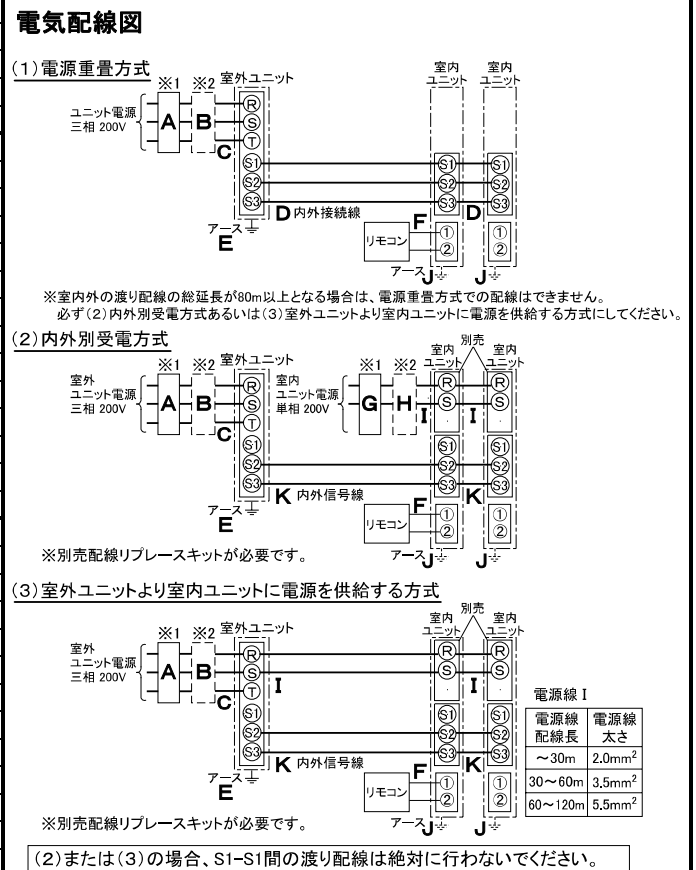 電気配線図
(1)電源重畳方式
※1 ※2 室外ユニット
室内ユニット 室内ユニット
ユニット電源
三相 200V
A B C
R
S
T
S1 S1 S1
S2 S2 S2
S3 S3 S3
D 内外接続線 D
アース
E
リモコン F
① ①
② ②
アース J J
※室内外の渡り配線の総延長が80m以上となる場合は、電源重畳方式での配線はできません。
必ず(2)内外別受電方式あるいは(3)室外ユニットより室内ユニットに電源を供給する方式にしてください。
(2)内外別受電方式
別売
※1 ※2 室外ユニット
※1 ※2 室内ユニット 室内ユニット
室外
ユニット電源
三相 200V
A B C
室内
ユニット電源
単相 200V
G H I I
R R R
S S S
T
S1 S1 S1
S2 S2 S2
S3 S3 S3
K 内外信号線 K
アース
E
リモコン F
① ①
② ②
アース J J
※別売配線リプレースキットが必要です。
(3)室外ユニットより室内ユニットに電源を供給する方式
別売
※1 ※2 室外ユニット
室内ユニット 室内ユニット
室外
ユニット電源
三相 200V
A B C
R R R
S S S
T
I I
S1 S1 S1
S2 S2 S2
S3 S3 S3
K 内外信号線 K
アース
E
リモコン F
① ①
② ②
アース J J
※別売配線リプレースキットが必要です。
電源線 I
電源線配線長 電源線太さ
~30m 2.0mm²
30~60m 3.5mm²
60~120m 5.5mm²
(2)または(3)の場合、S1-S1間の渡り配線は絶対に行わないでください。